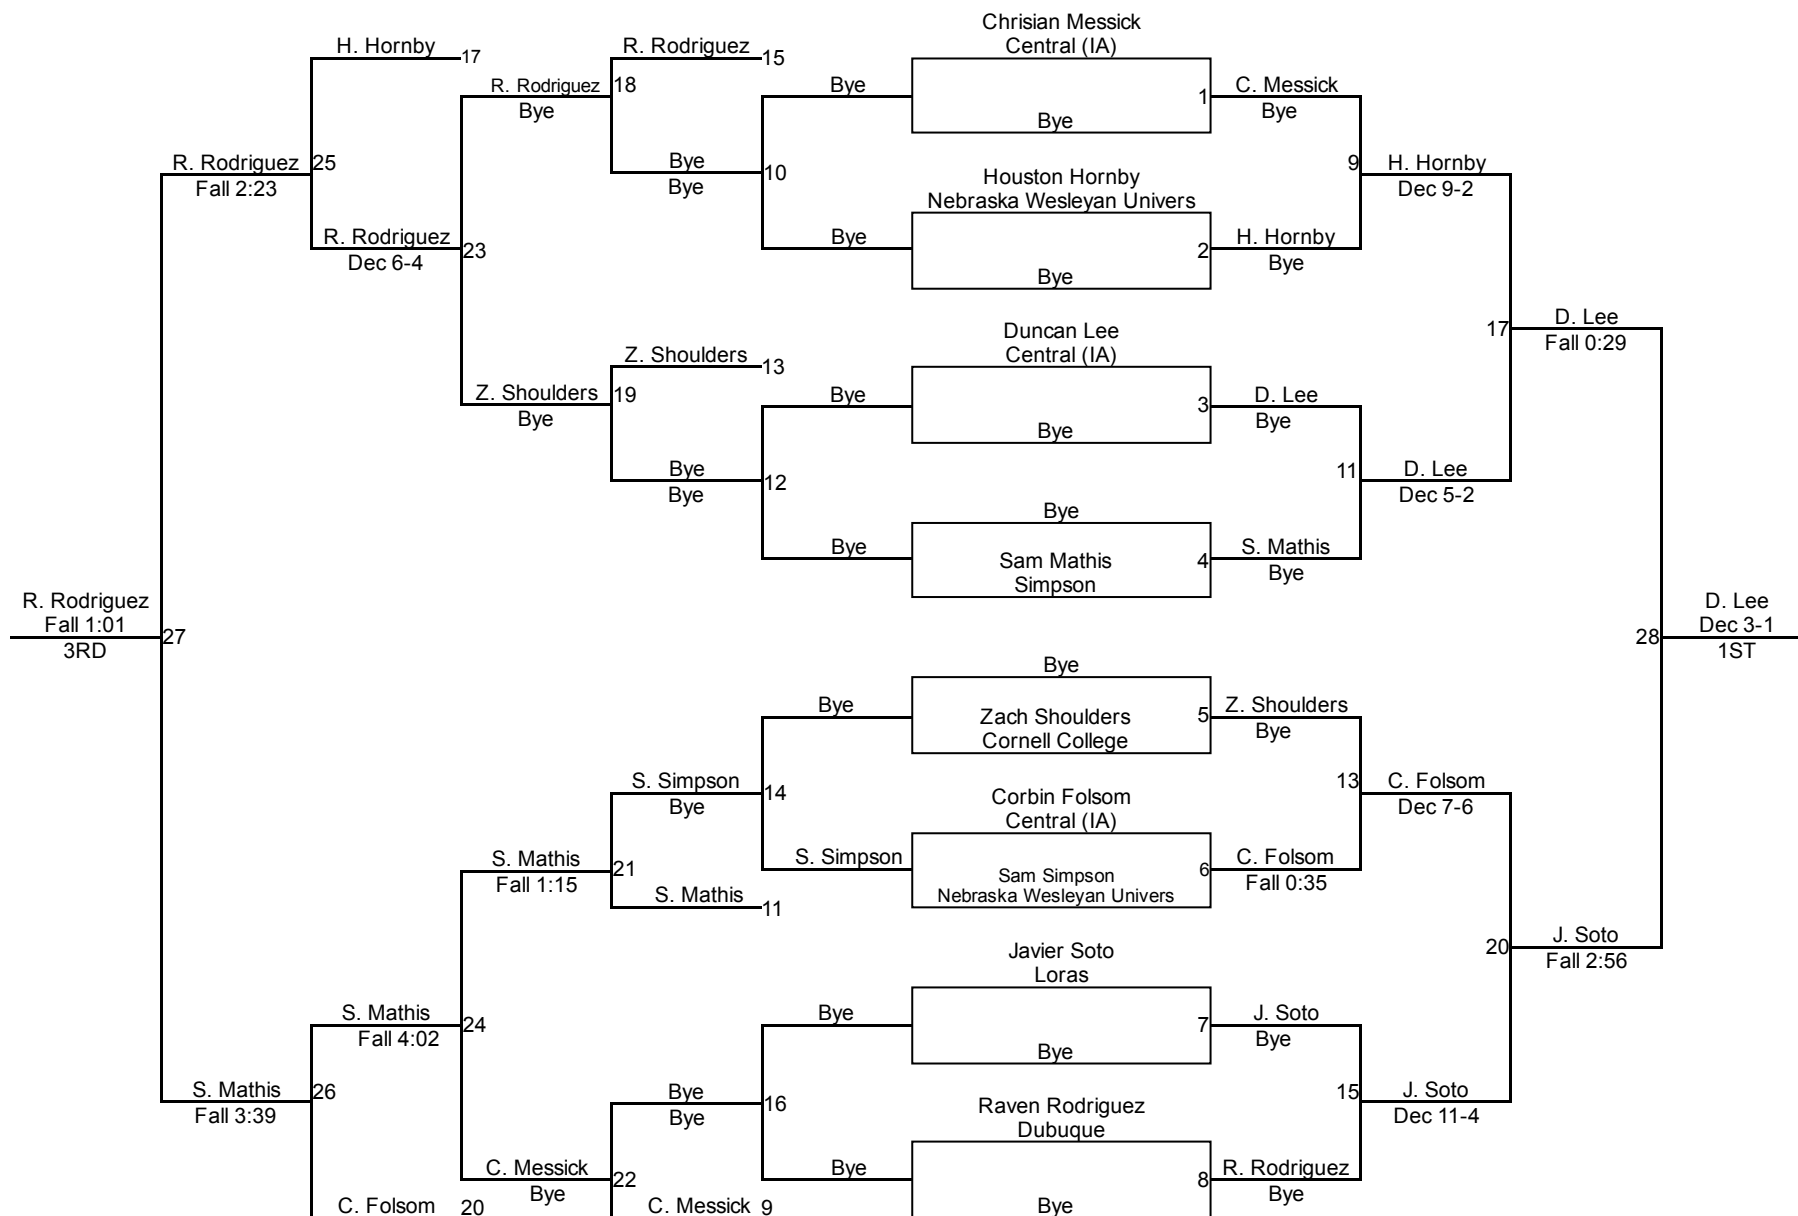 Chrisian Messick
Central (IA)
H. Hornby
17
R. Rodriguez
15
R. Rodriguez
18
Bye
Bye
1
C. Messick
Bye
Bye
R. Rodriguez
25
Fall 2:23
Bye
10
Bye
Houston Hornby
Nebraska Wesleyan Univers
9
H. Hornby
Dec 9-2
R. Rodriguez
23
Dec 6-4
Bye
2
H. Hornby
Bye
Bye
Duncan Lee
Central (IA)
17
D. Lee
Fall 0:29
Z. Shoulders
13
Z. Shoulders
19
Bye
Bye
3
D. Lee
Bye
Bye
Bye
12
Bye
11
D. Lee
Dec 5-2
Bye
Bye
Sam Mathis
Simpson
4
S. Mathis
Bye
R. Rodriguez
Fall 1:01
27
3RD
28
D. Lee
Dec 3-1
1ST
Bye
Bye
Zach Shoulders
Cornell College
5
Z. Shoulders
Bye
S. Simpson
14
Bye
Corbin Folsom
Central (IA)
13
C. Folsom
Dec 7-6
S. Mathis
21
Fall 1:15
S. Simpson
Sam Simpson
Nebraska Wesleyan Univers
6
C. Folsom
Fall 0:35
S. Mathis
11
Javier Soto
Loras
20
J. Soto
Fall 2:56
S. Mathis
24
Fall 4:02
Bye
7
J. Soto
Bye
Bye
S. Mathis
26
Fall 3:39
Bye
16
Bye
Raven Rodriguez
Dubuque
15
J. Soto
Dec 11-4
C. Messick
22
Bye
Bye
8
R. Rodriguez
Bye
C. Folsom
20
C. Messick
9
Bye